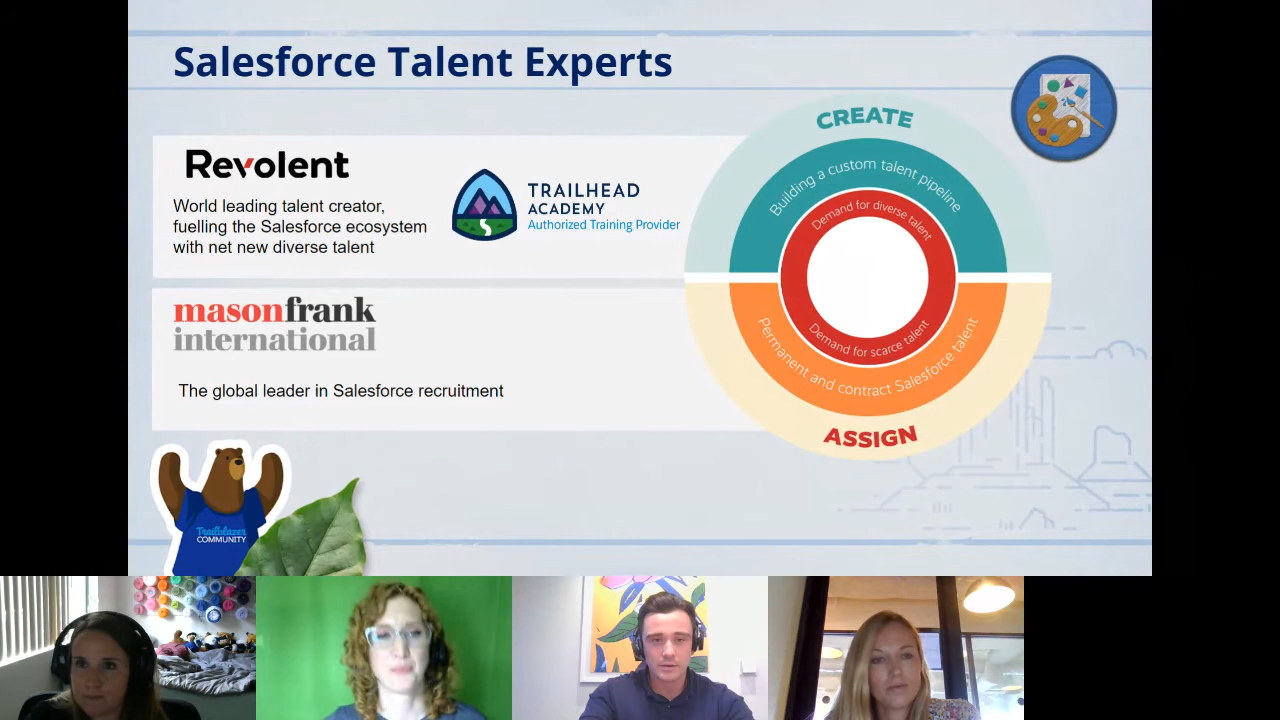 Salesforce Talent Experts
Revolent
World leading talent creator,
fuelling the Salesforce ecosystem
with net new diverse talent
TRAILHEAD
ACADEMY
Authorized Training Provider
masonfrank
international
The global leader in Salesforce recruitment
CREATE
Building a custom talent pipeline
Demand for diverse talent
Demand for scarce talent
Permanent and contract Salesforce talent
ASSIGN
Trailblazer
COMMUNITY